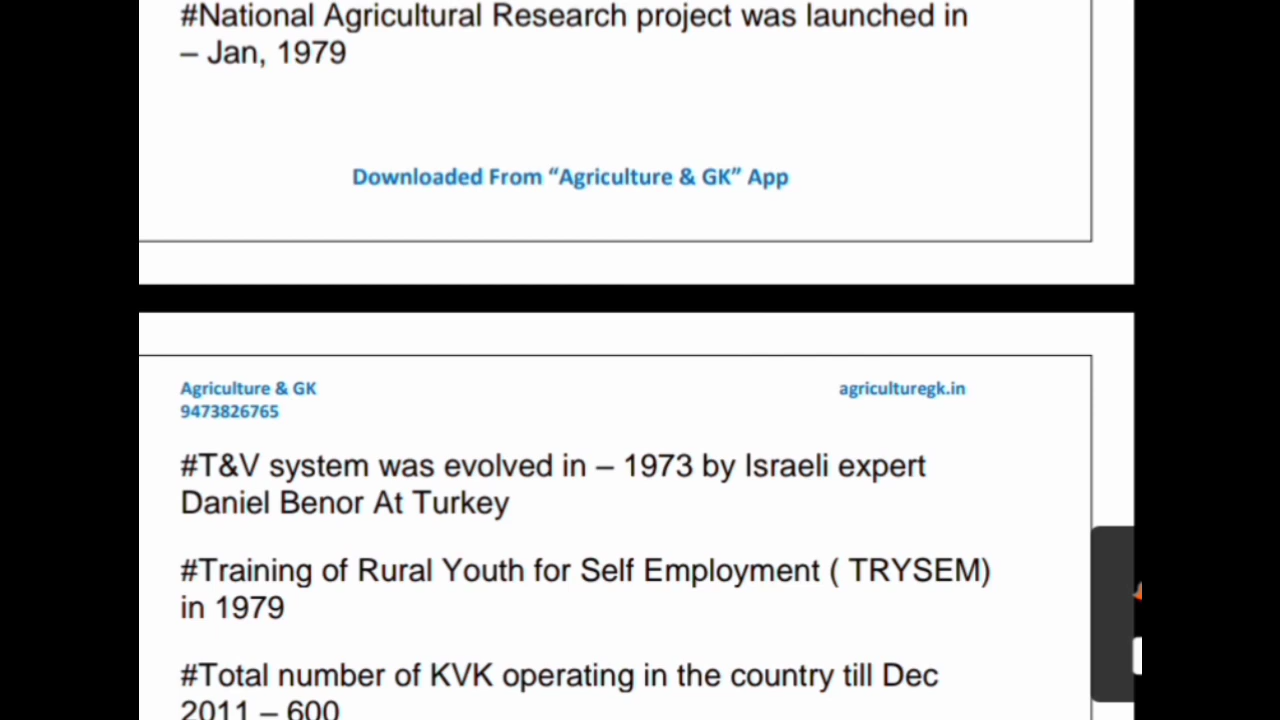 #National Agricultural Research project was launched in
– Jan, 1979
Downloaded From “Agriculture & GK” App
Agriculture & GK
agriculturegk.in
9473826765
#T&V system was evolved in – 1973 by Israeli expert
Daniel Benor At Turkey
#Training of Rural Youth for Self Employment ( TRYSEM)
in 1979
#Total number of KVK operating in the country till Dec
2011 – 600